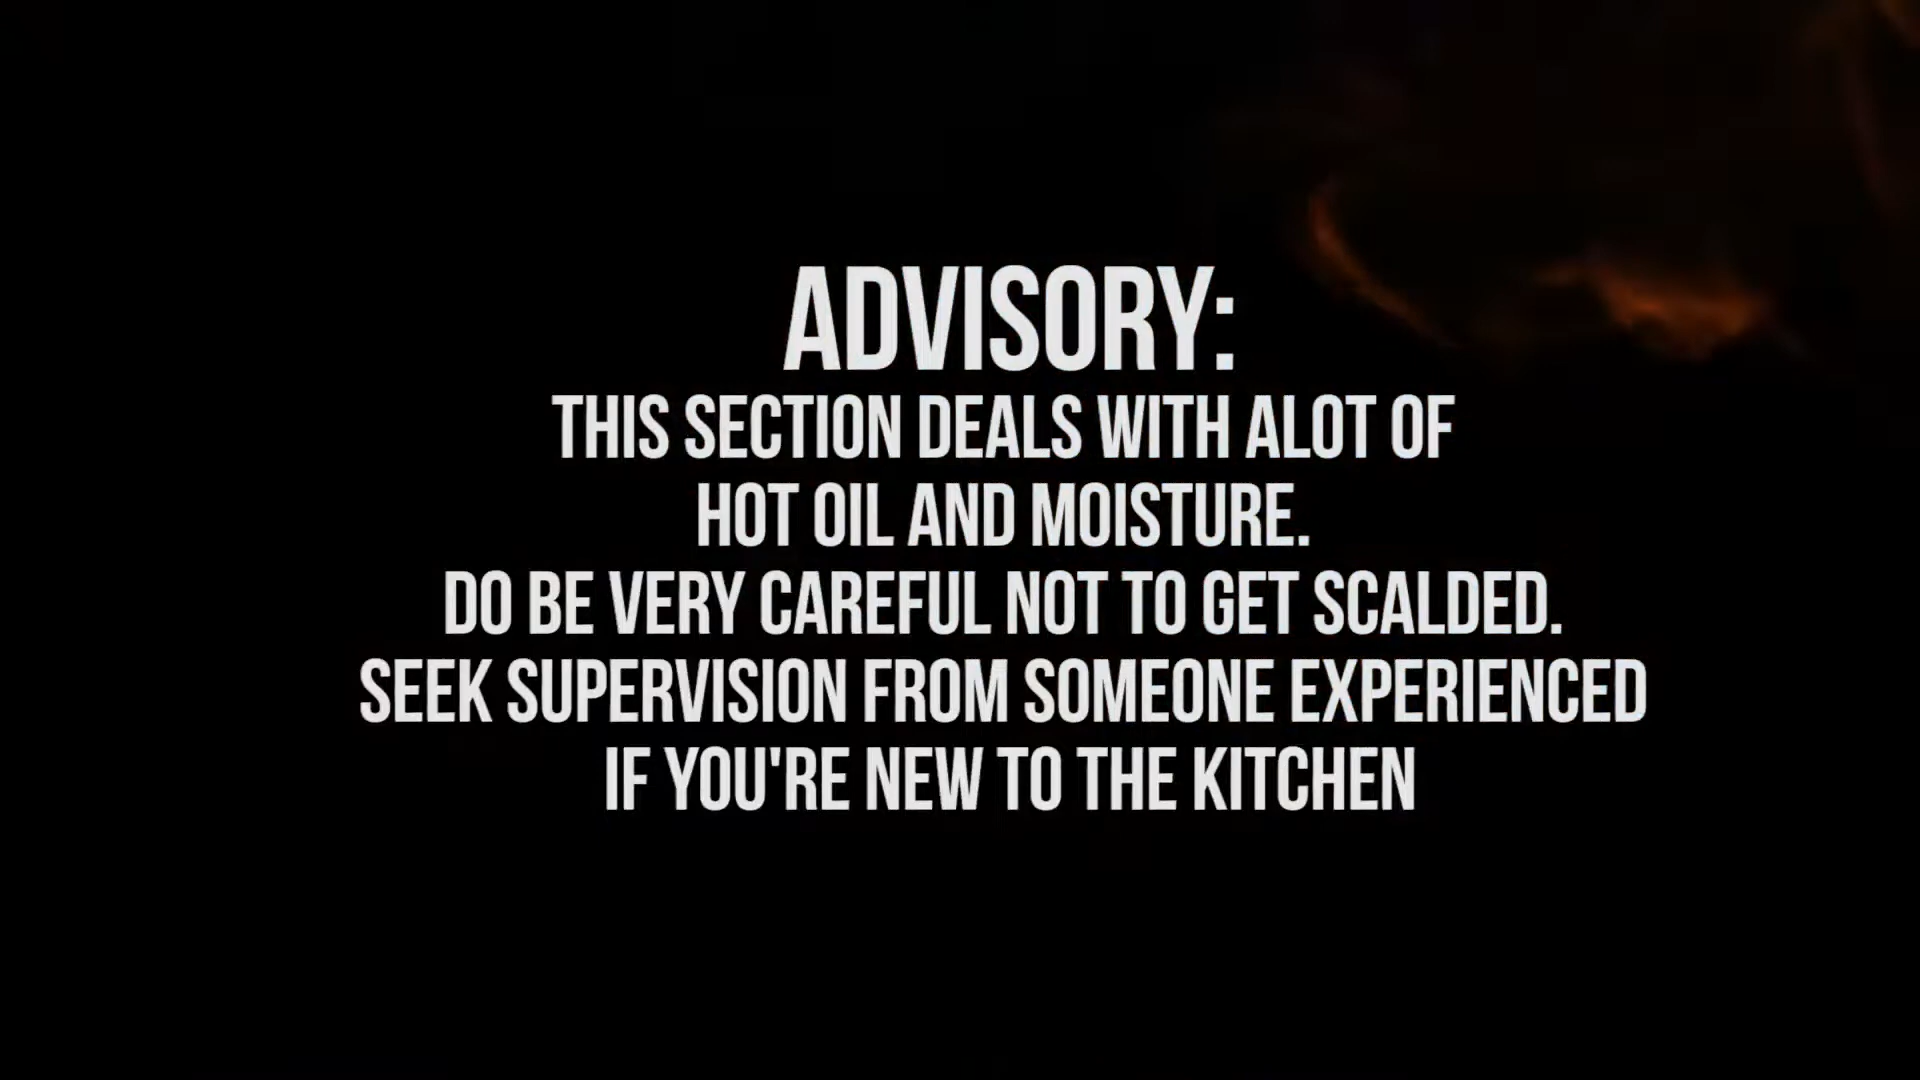 ADVISORY:
THIS SECTION DEALS WITH ALOT OF
HOT OIL AND MOISTURE.
DO BE VERY CAREFUL NOT TO GET SCALDED.
SEEK SUPERVISION FROM SOMEONE EXPERIENCED
IF YOU'RE NEW TO THE KITCHEN